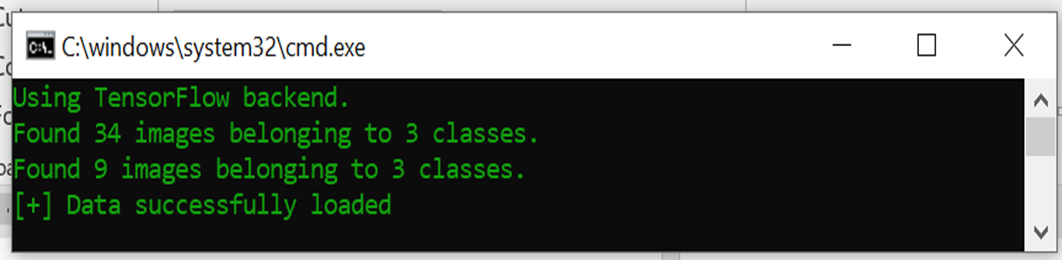 C:\windows\system32\cmd.exe
Using TensorFlow backend.
Found 34 images belonging to 3 classes.
Found 9 images belonging to 3 classes.
[+] Data successfully loaded